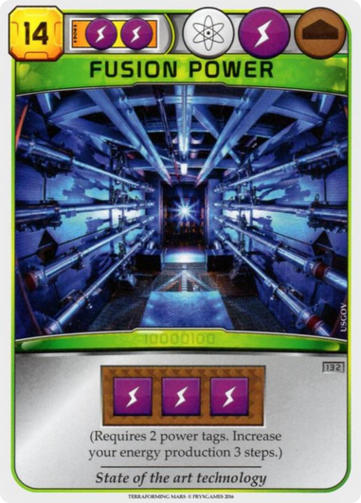 14
FUSION POWER
USGOV
10000100
132
(Requires 2 power tags. Increase
your energy production 3 steps.)
State of the art technology
TERRAFORMING MARS © FRYXGAMES 2016